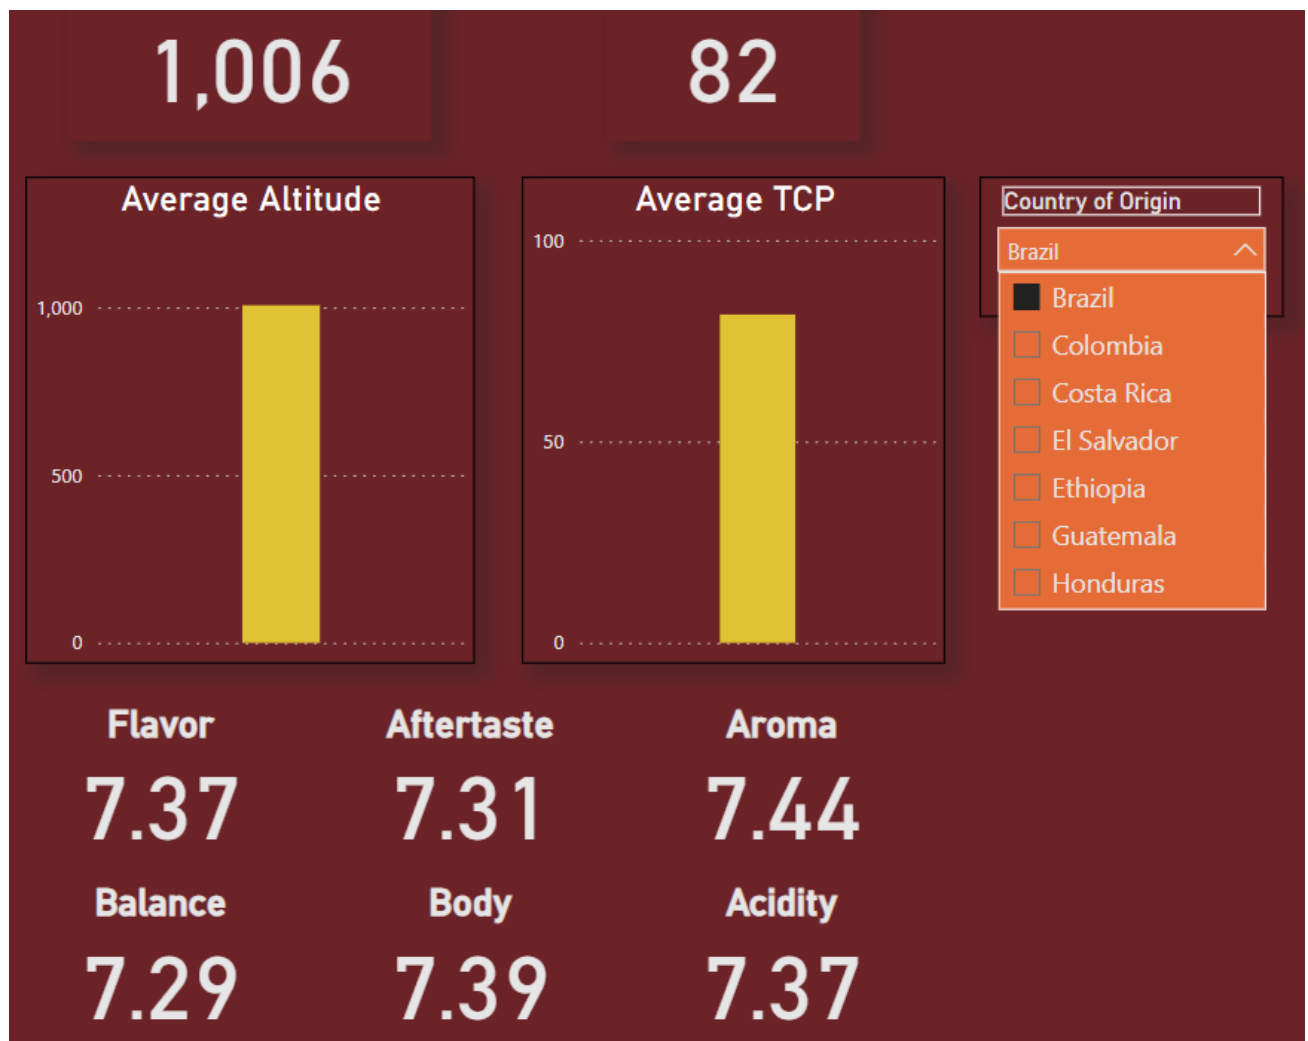 1,006
82
Average Altitude
1,000
500
0
Average TCP
100
50
0
Country of Origin
Brazil
Brazil
Colombia
Costa Rica
El Salvador
Ethiopia
Guatemala
Honduras
Flavor Aftertaste Aroma
7.37 7.31 7.44
Balance Body Acidity
7.29 7.39 7.37